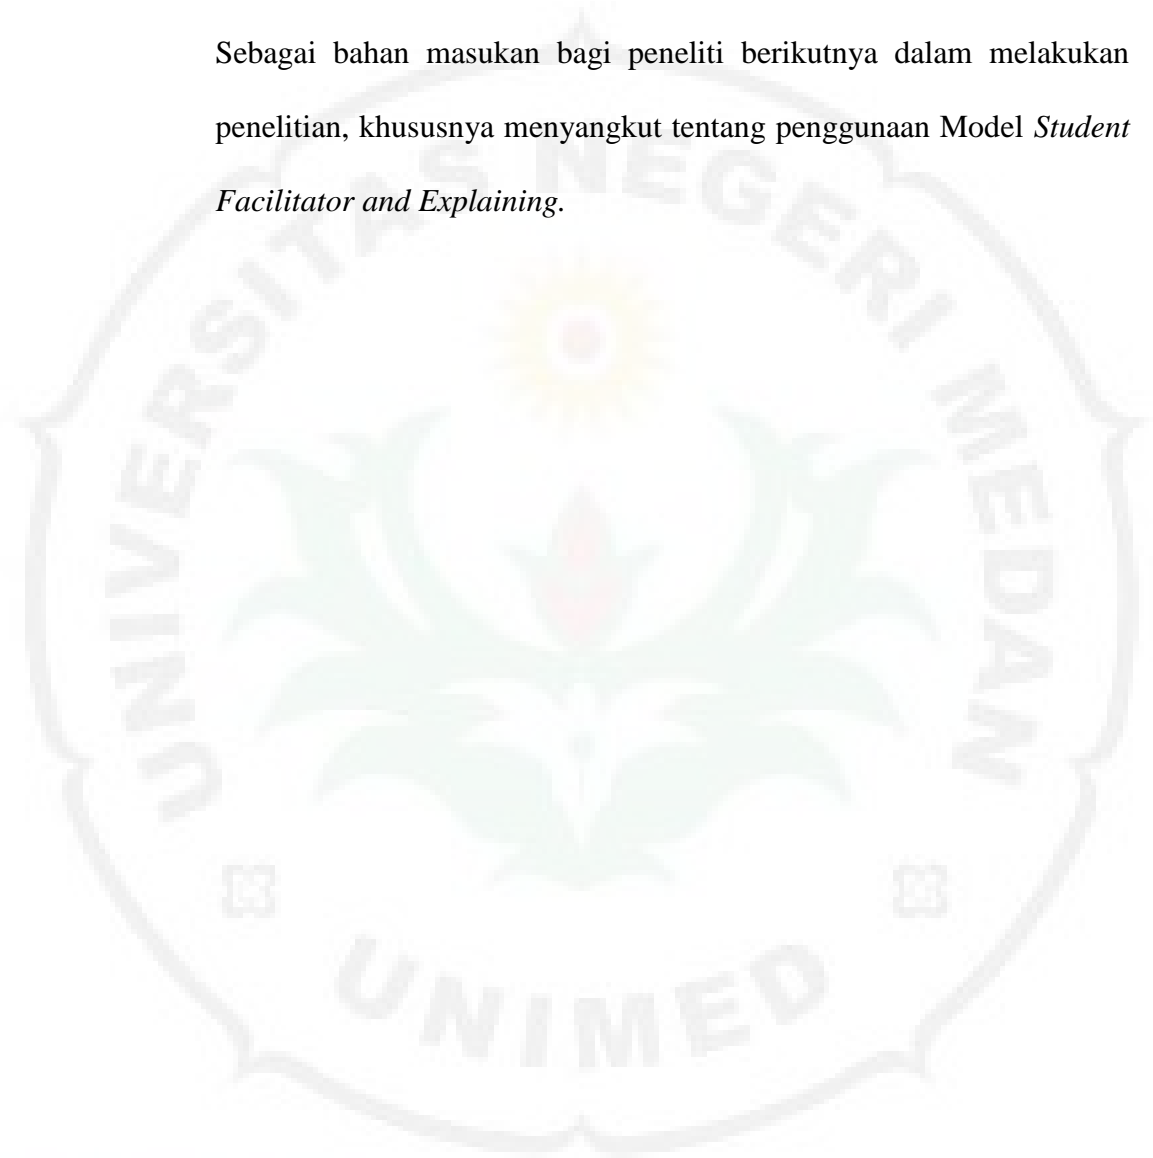 Sebagai bahan masukan bagi peneliti berikutnya dalam melakukan
penelitian, khususnya menyangkut tentang penggunaan Model Student
Facilitator and Explaining.
UNIVERSITAS NEGERI MEDAN
UNIMED